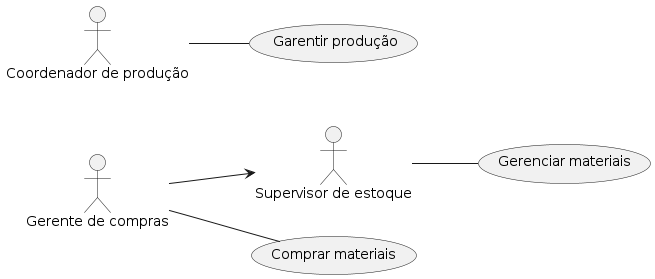 Garentir produção
Coordenador de produção
Gerenciar materiais
Supervisor de estoque
Gerente de compras
Comprar materiais